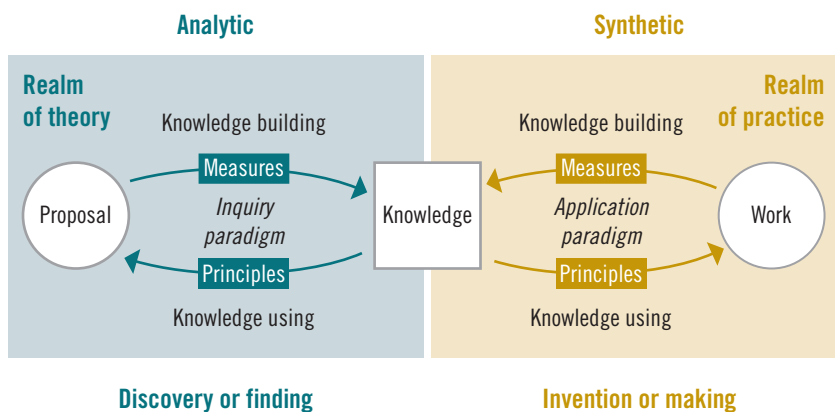 Analytic
Synthetic
Realm
of theory
Realm
of practice
Knowledge building
Knowledge building
Measures
Measures
Proposal
Inquiry
paradigm
Knowledge
Application
paradigm
Work
Principles
Principles
Knowledge using
Knowledge using
Discovery or finding
Invention or making